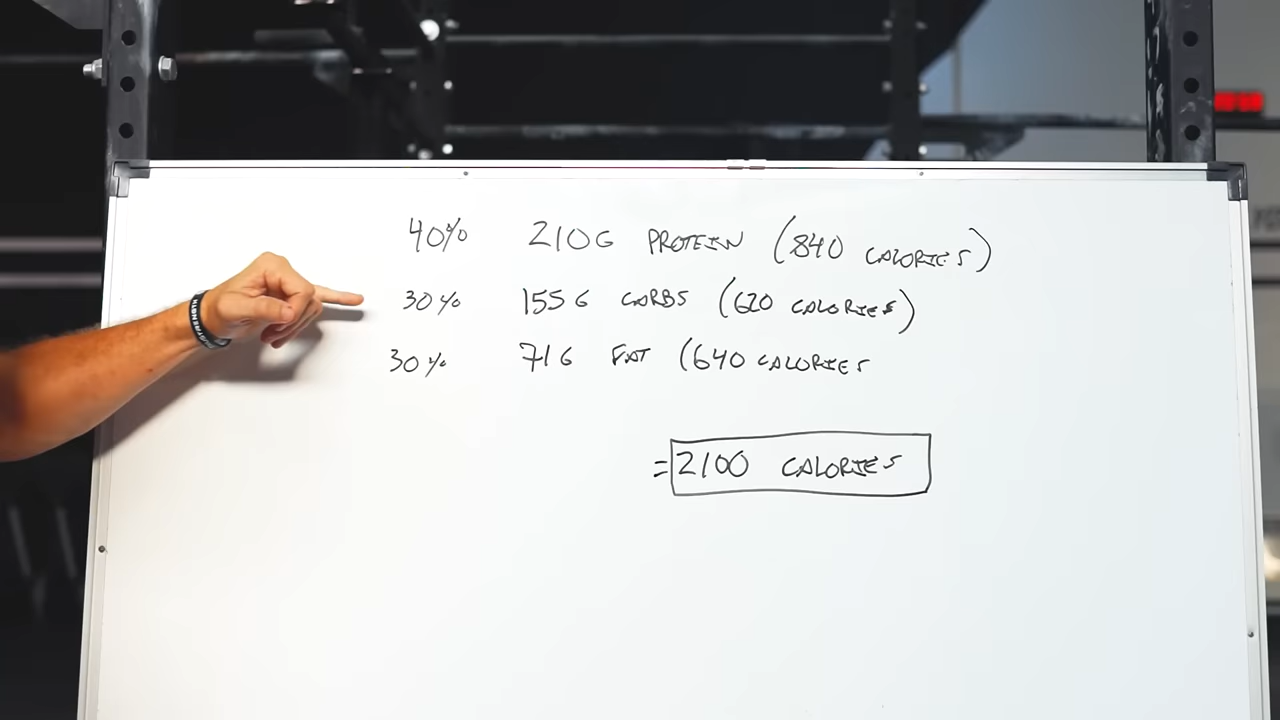 40% 210G PROTEIN (840 CALORIES)
30% 155G CARBS (620 CALORIES)
30% 71G FAT (640 CALORIES
= 2100 CALORIES